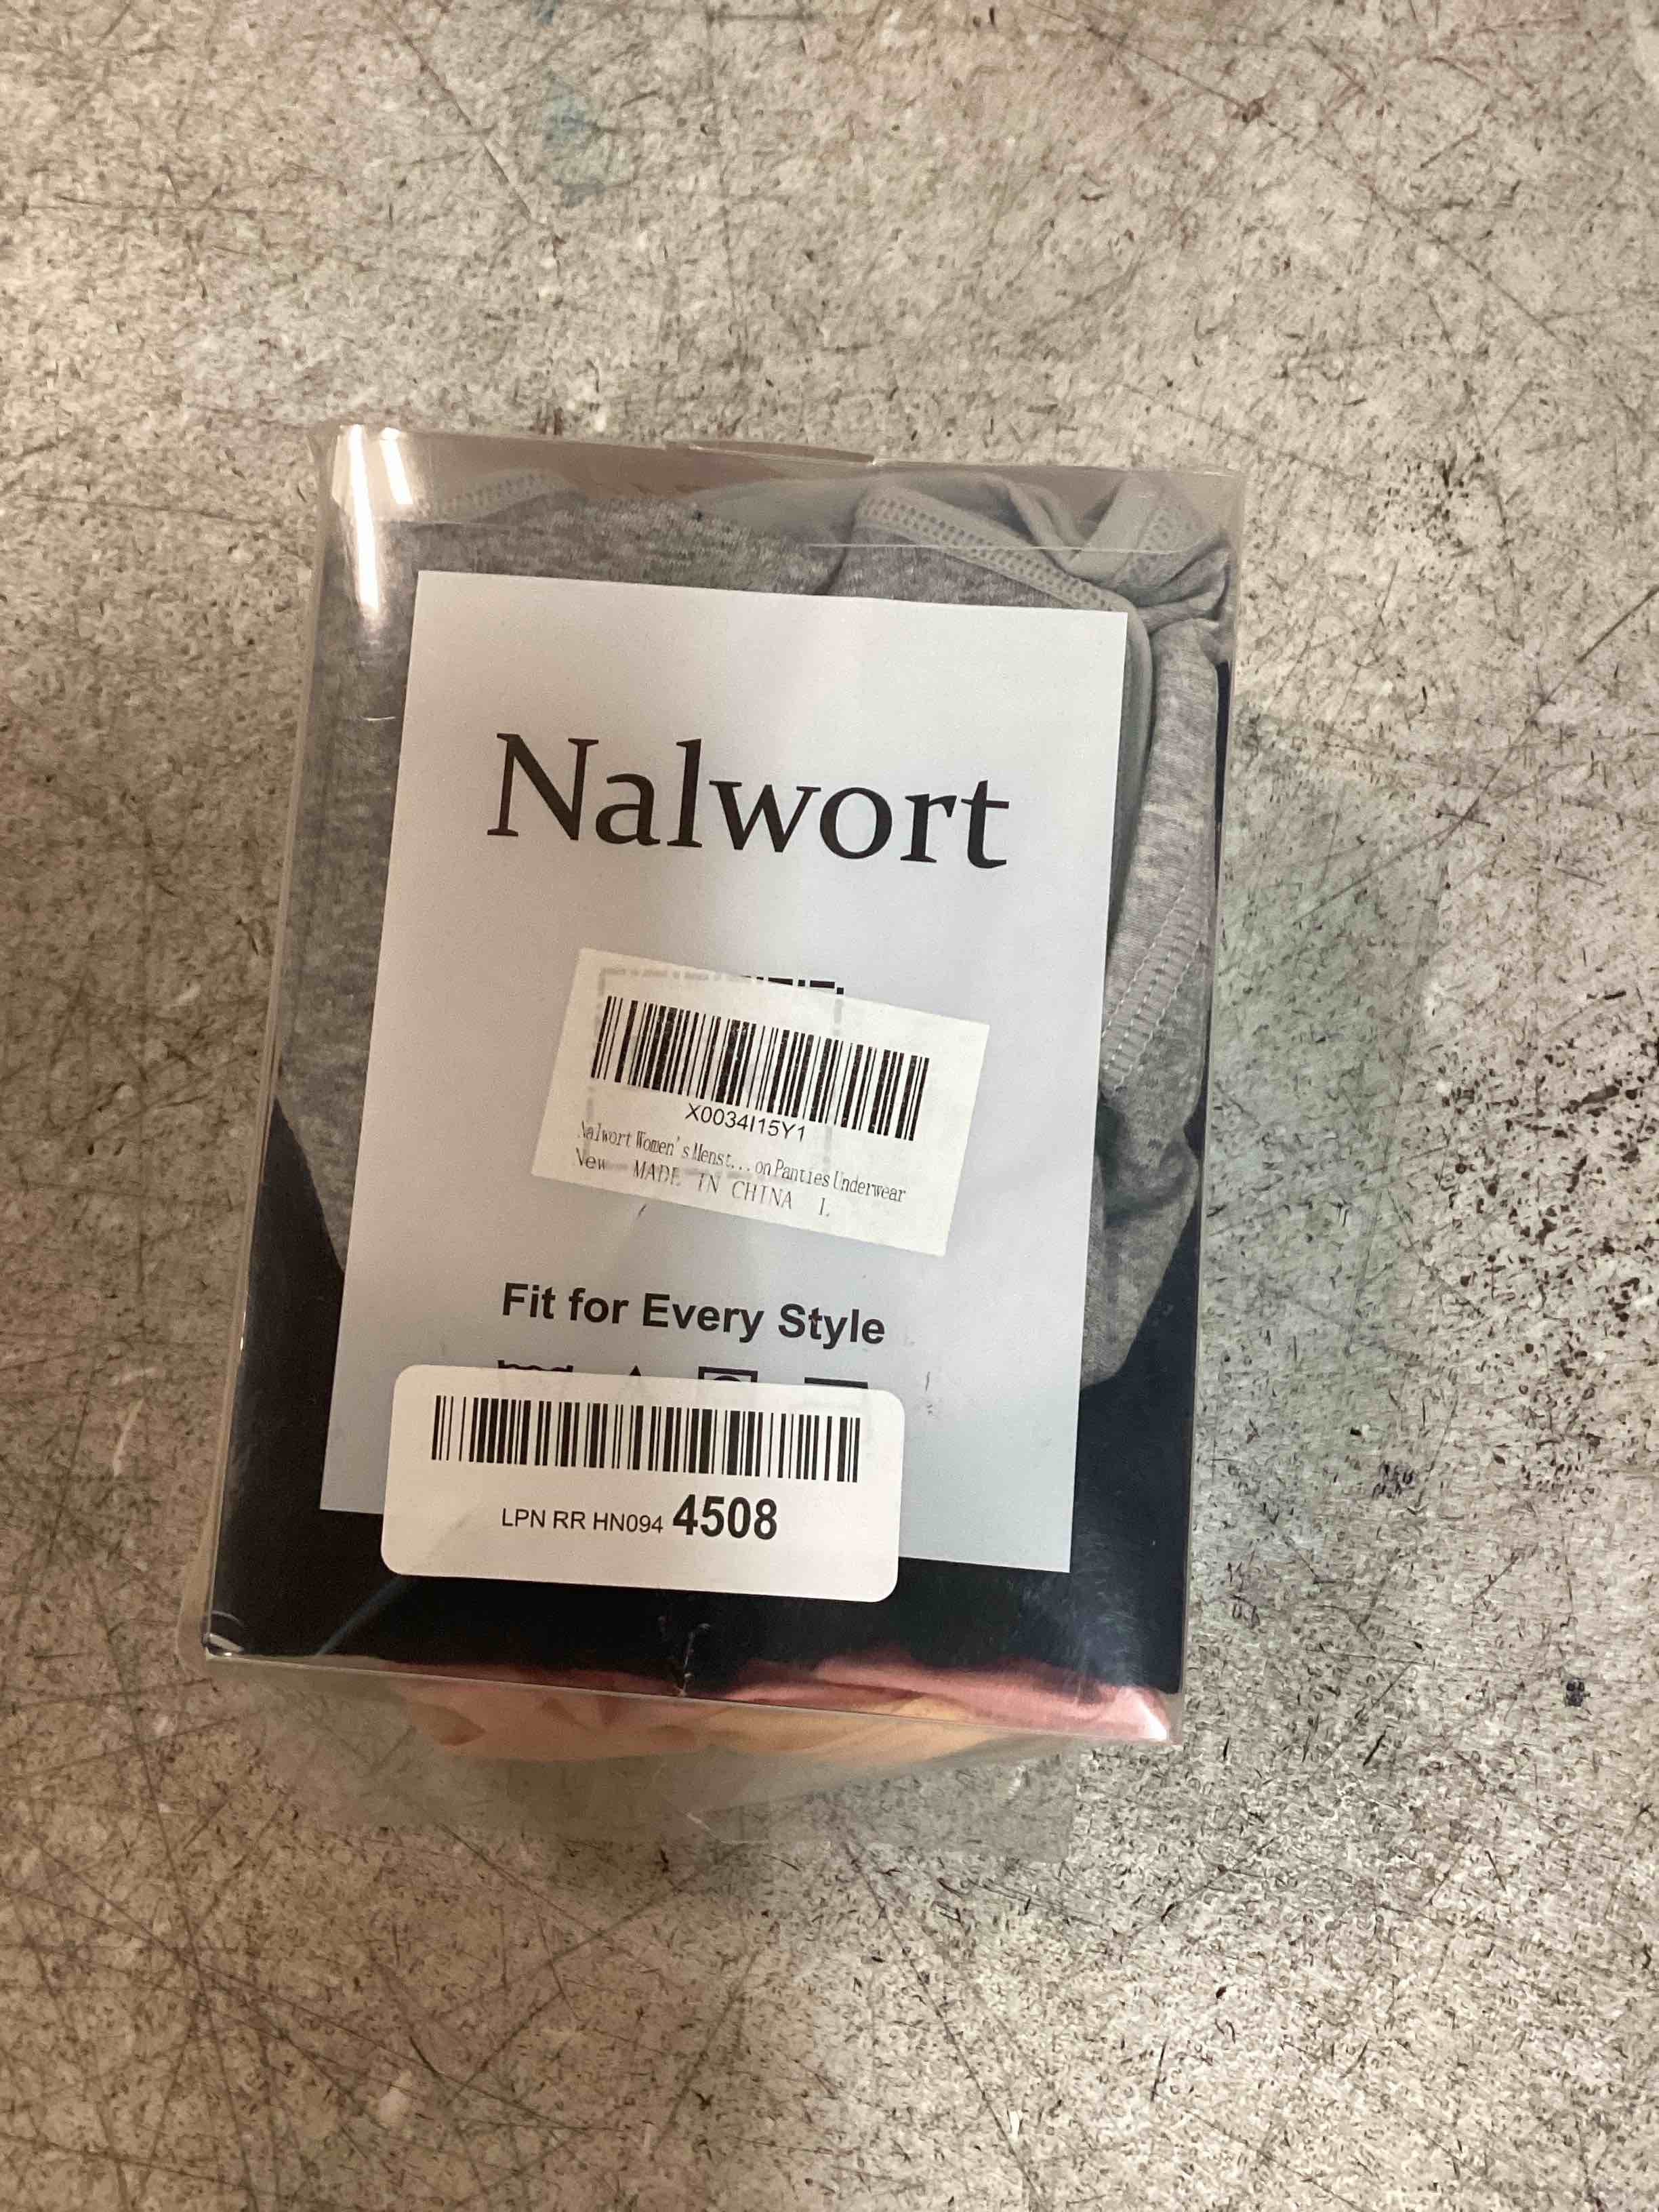 Nalwort
X0034I15Y1
Nalwort Women's Menst... on Panties Underwear
New MADE IN CHINA L
Fit for Every Style
LPN RR HN094 4508